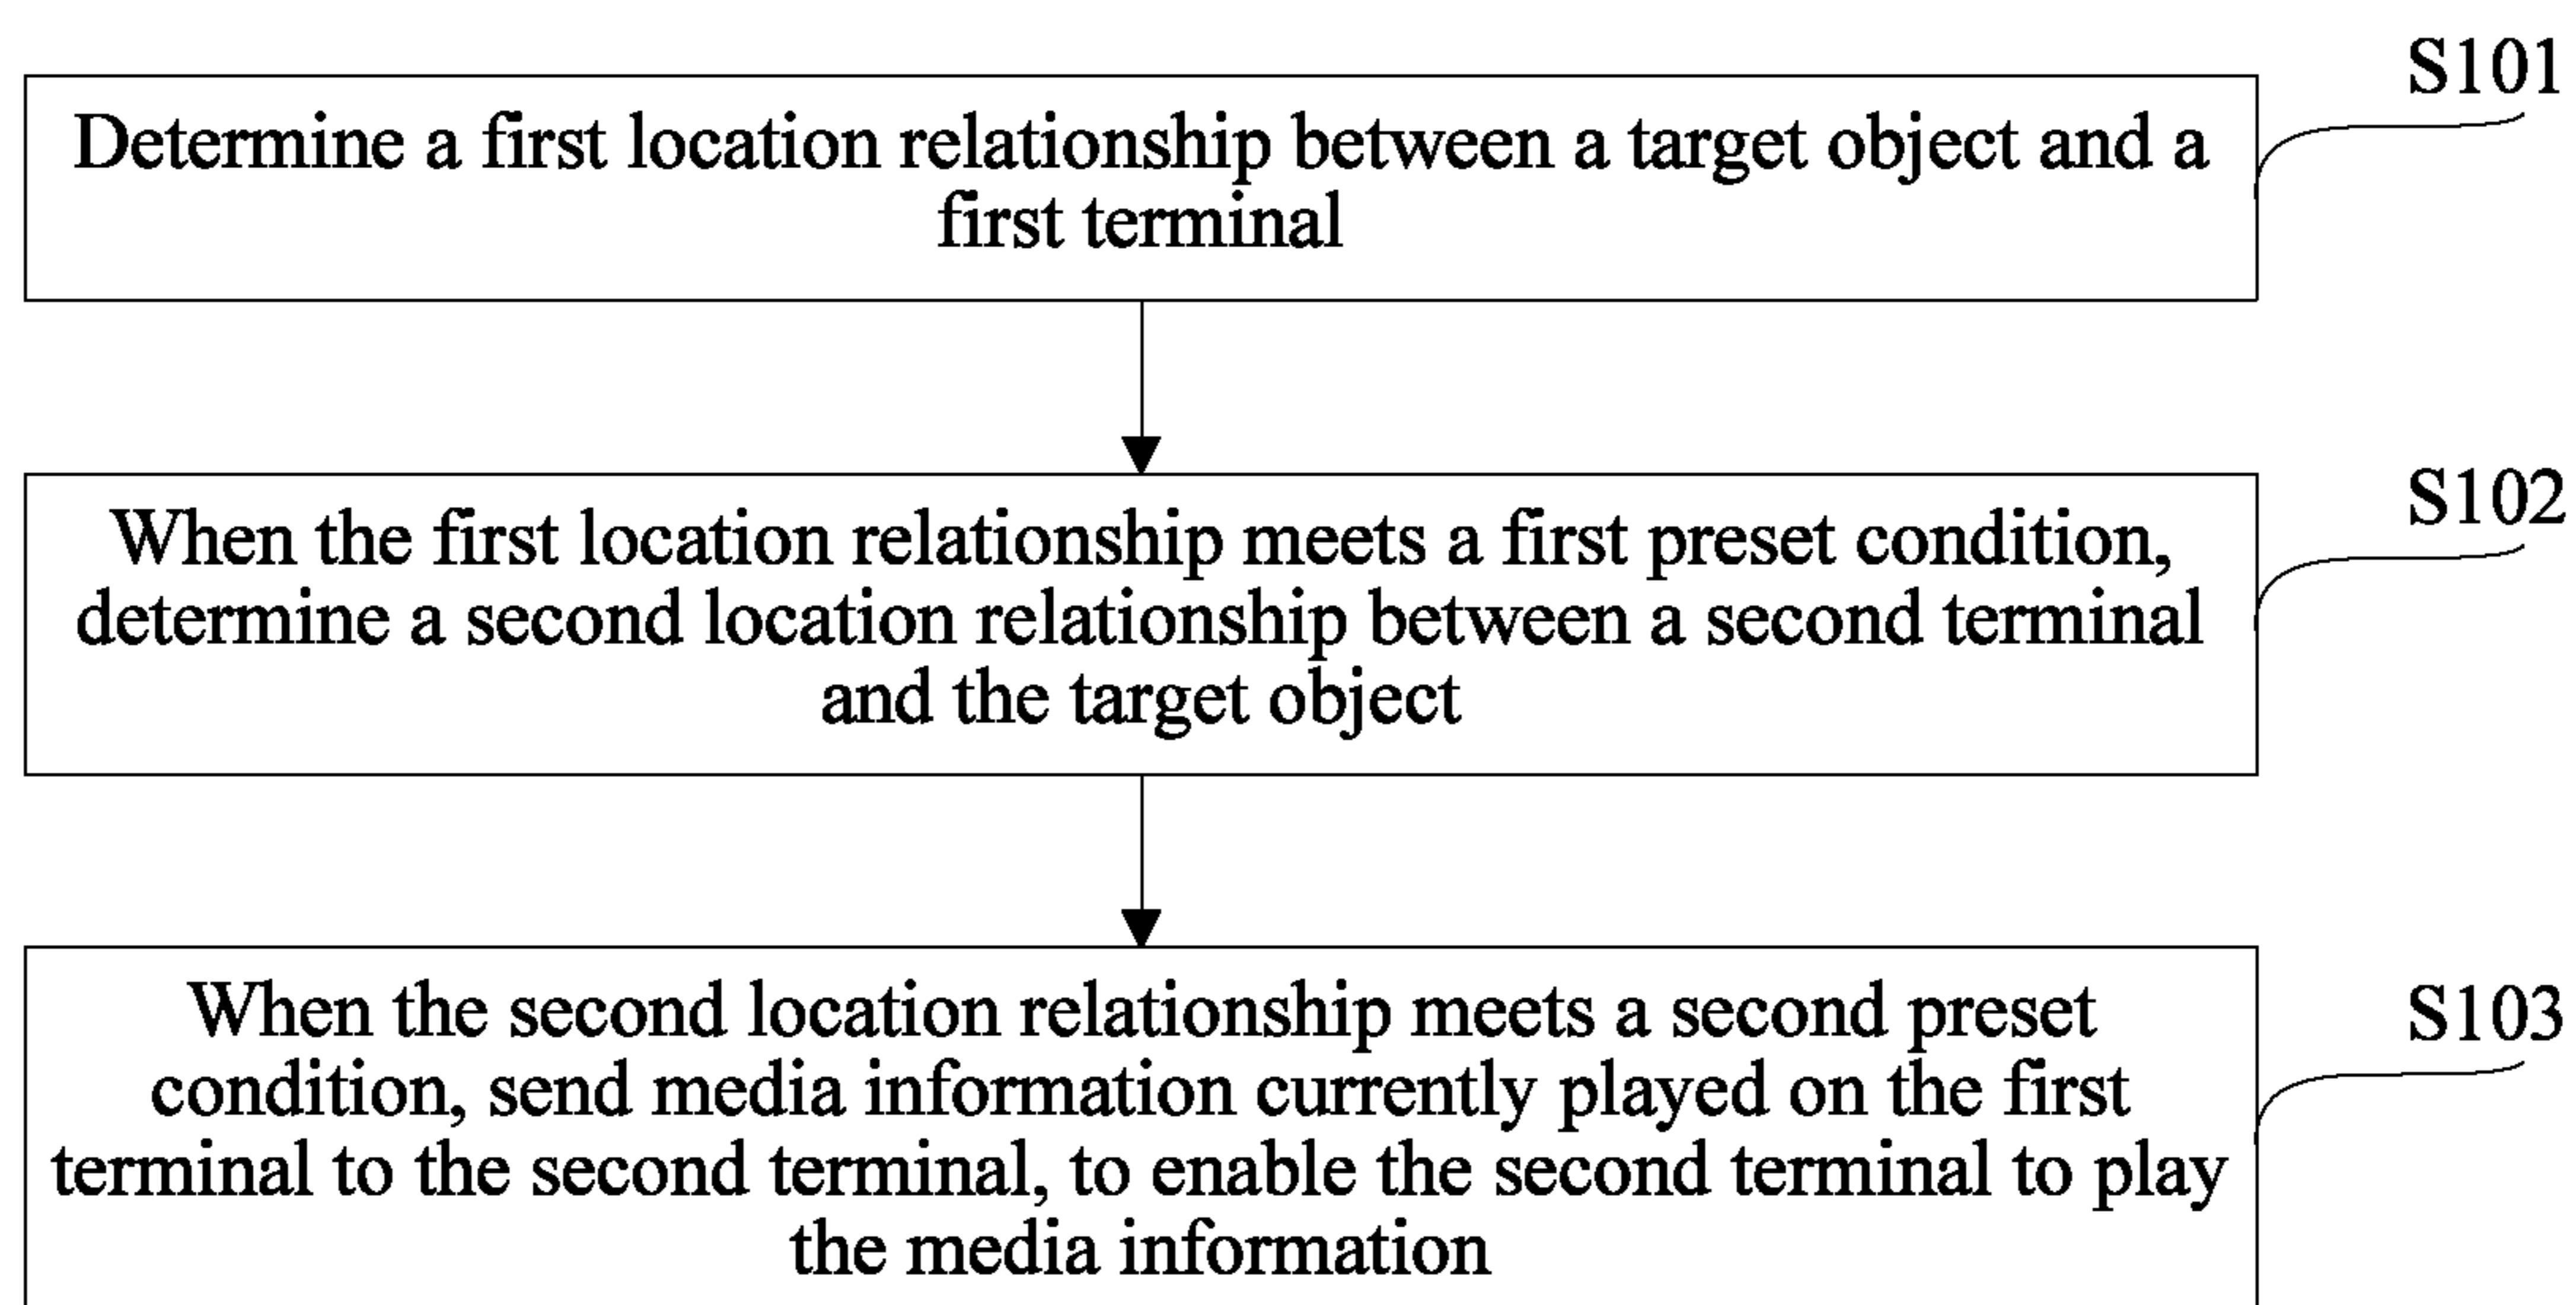 S101
Determine a first location relationship between a target object and a
first terminal
S102
When the first location relationship meets a first preset condition,
determine a second location relationship between a second terminal
and the target object
S103
When the second location relationship meets a second preset
condition, send media information currently played on the first
terminal to the second terminal, to enable the second terminal to play
the media information